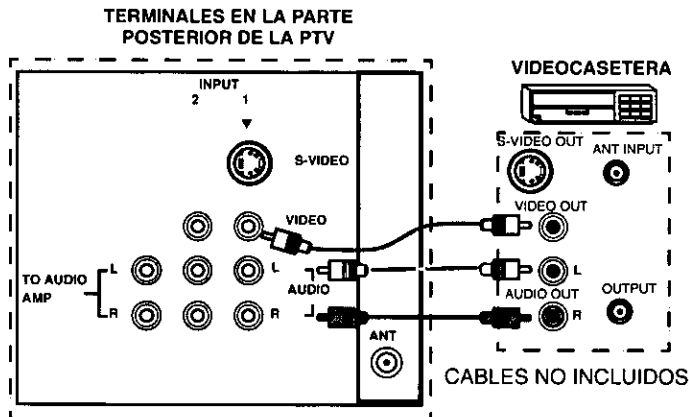 TERMINALES EN LA PARTE
POSTERIOR DE LA PTV
INPUT
2 1
S-VIDEO
VIDEO
TO AUDIO
AMP
L
R
L
AUDIO
R
ANT
VIDEOCASETERA
S-VIDEO OUT
ANT INPUT
VIDEO OUT
L
AUDIO OUT
R
OUTPUT
CABLES NO INCLUIDOS